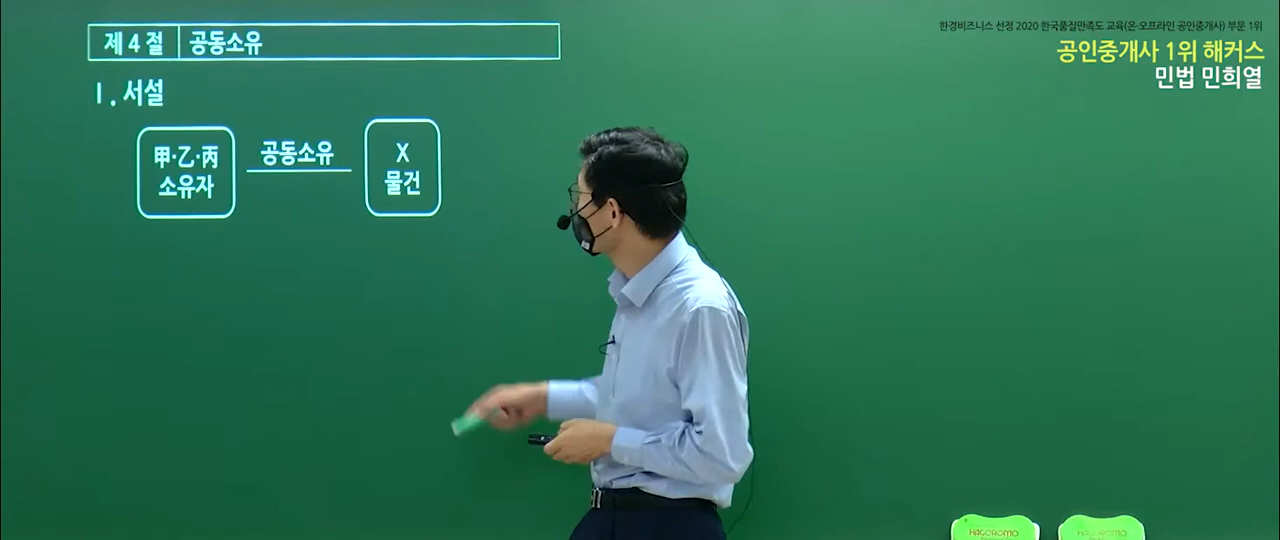 제 4 절 공동소유
Ⅰ. 서설
甲·乙·丙
소유자
공동소유
X
물건
한경비즈니스 선정 2020 한국품질만족도 교육(온·오프라인 공인중개사) 부문 1위
공인중개사 1위 해커스
민법 민희열
HAGOROMO
HAGOROMO